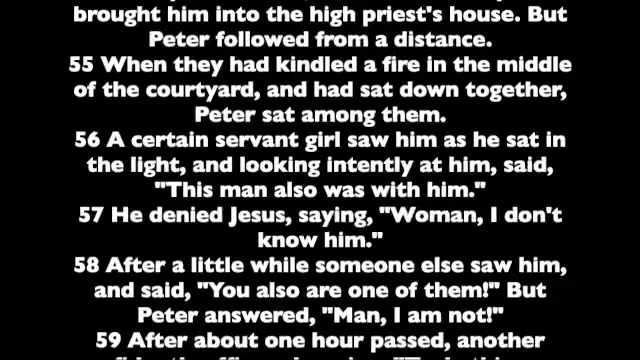 brought him into the high priest's house. But
Peter followed from a distance.
55 When they had kindled a fire in the middle
of the courtyard, and had sat down together,
Peter sat among them.
56 A certain servant girl saw him as he sat in
the light, and looking intently at him, said,
"This man also was with him."
57 He denied Jesus, saying, "Woman, I don't
know him."
58 After a little while someone else saw him,
and said, "You also are one of them!" But
Peter answered, "Man, I am not!"
59 After about one hour passed, another